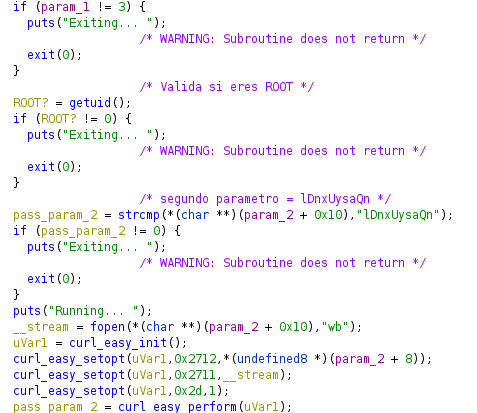 if (param_1 != 3) {
puts("Exiting... ");
/* WARNING: Subroutine does not return */
exit(0);
}
/* Valida si eres ROOT */
ROOT? = getuid();
if (ROOT? != 0) {
puts("Exiting... ");
/* WARNING: Subroutine does not return */
exit(0);
}
/* segundo parametro = lDnxUysaQn */
pass_param_2 = strcmp(*(char **)(param_2 + 0x10),"lDnxUysaQn");
if (pass_param_2 != 0) {
puts("Exiting... ");
/* WARNING: Subroutine does not return */
exit(0);
}
puts("Running... ");
__stream = fopen(*(char **)(param_2 + 0x10),"wb");
uVar1 = curl_easy_init();
curl_easy_setopt(uVar1,0x2712,*(undefined8 *)(param_2 + 8));
curl_easy_setopt(uVar1,0x2711,__stream);
curl_easy_setopt(uVar1,0x2d,1);
pass_param_2 = curl_easy_perform(uVar1);